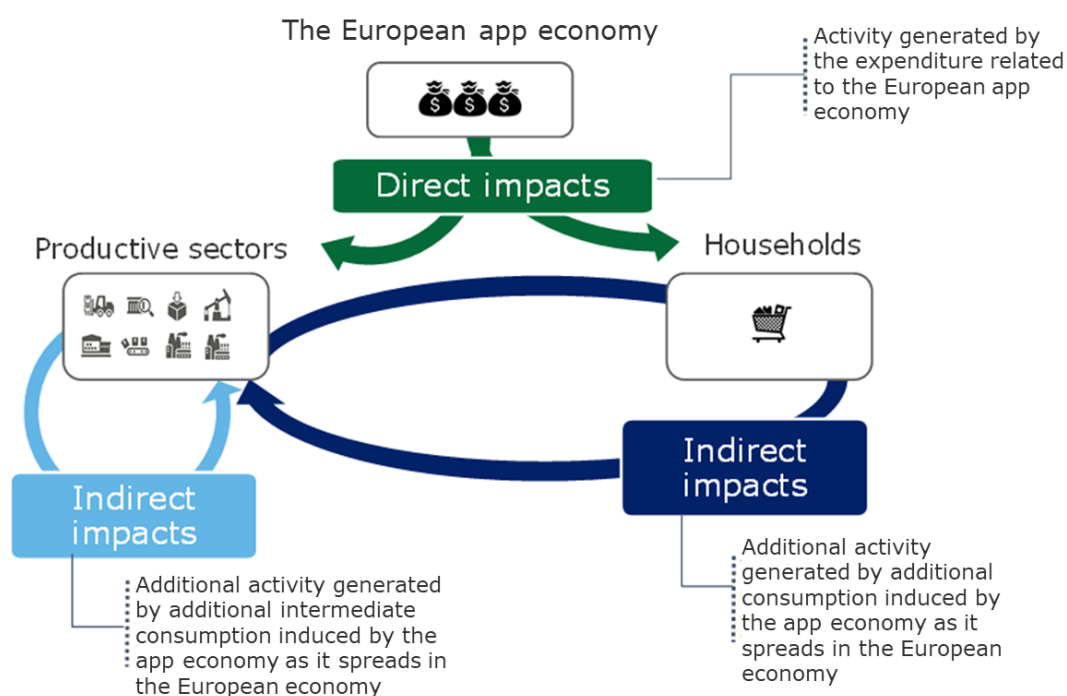 The European app economy
Activity generated by
the expenditure related
to the European app
economy
$ $ $
Direct impacts
Productive sectors
Households
Indirect
impacts
Indirect
impacts
Additional activity generated
by additional intermediate
consumption induced by the
app economy as it spreads in
the European economy
Additional activity
generated by additional
consumption induced by
the app economy as it
spreads in the European
economy